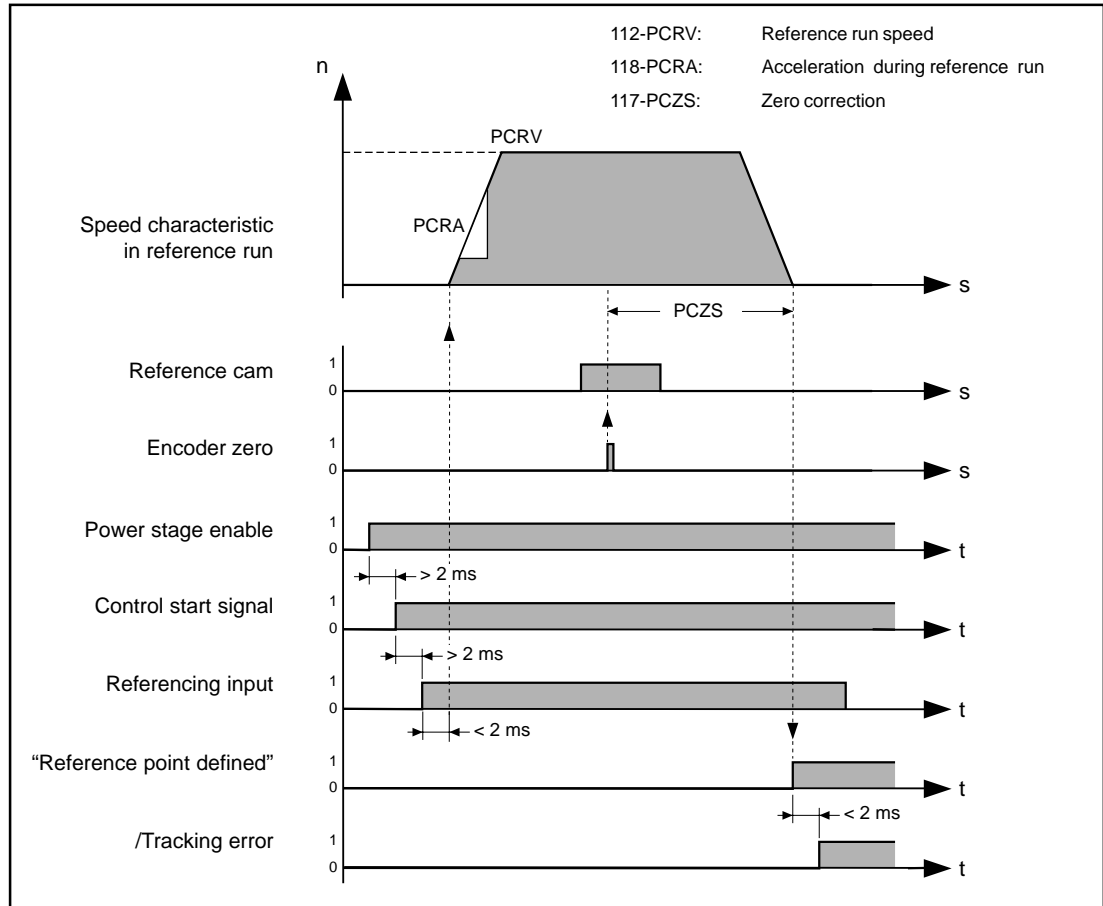 112-PCRV: Reference run speed
118-PCRA: Acceleration during reference run
117-PCZS: Zero correction
n
PCRV
PCRA
Speed characteristic
in reference run
s
PCZS
Reference cam
1
0
s
Encoder zero
1
0
s
Power stage enable
1
0
t
> 2 ms
Control start signal
1
0
t
> 2 ms
Referencing input
1
0
t
< 2 ms
“Reference point defined”
1
0
t
< 2 ms
/Tracking error
1
0
t